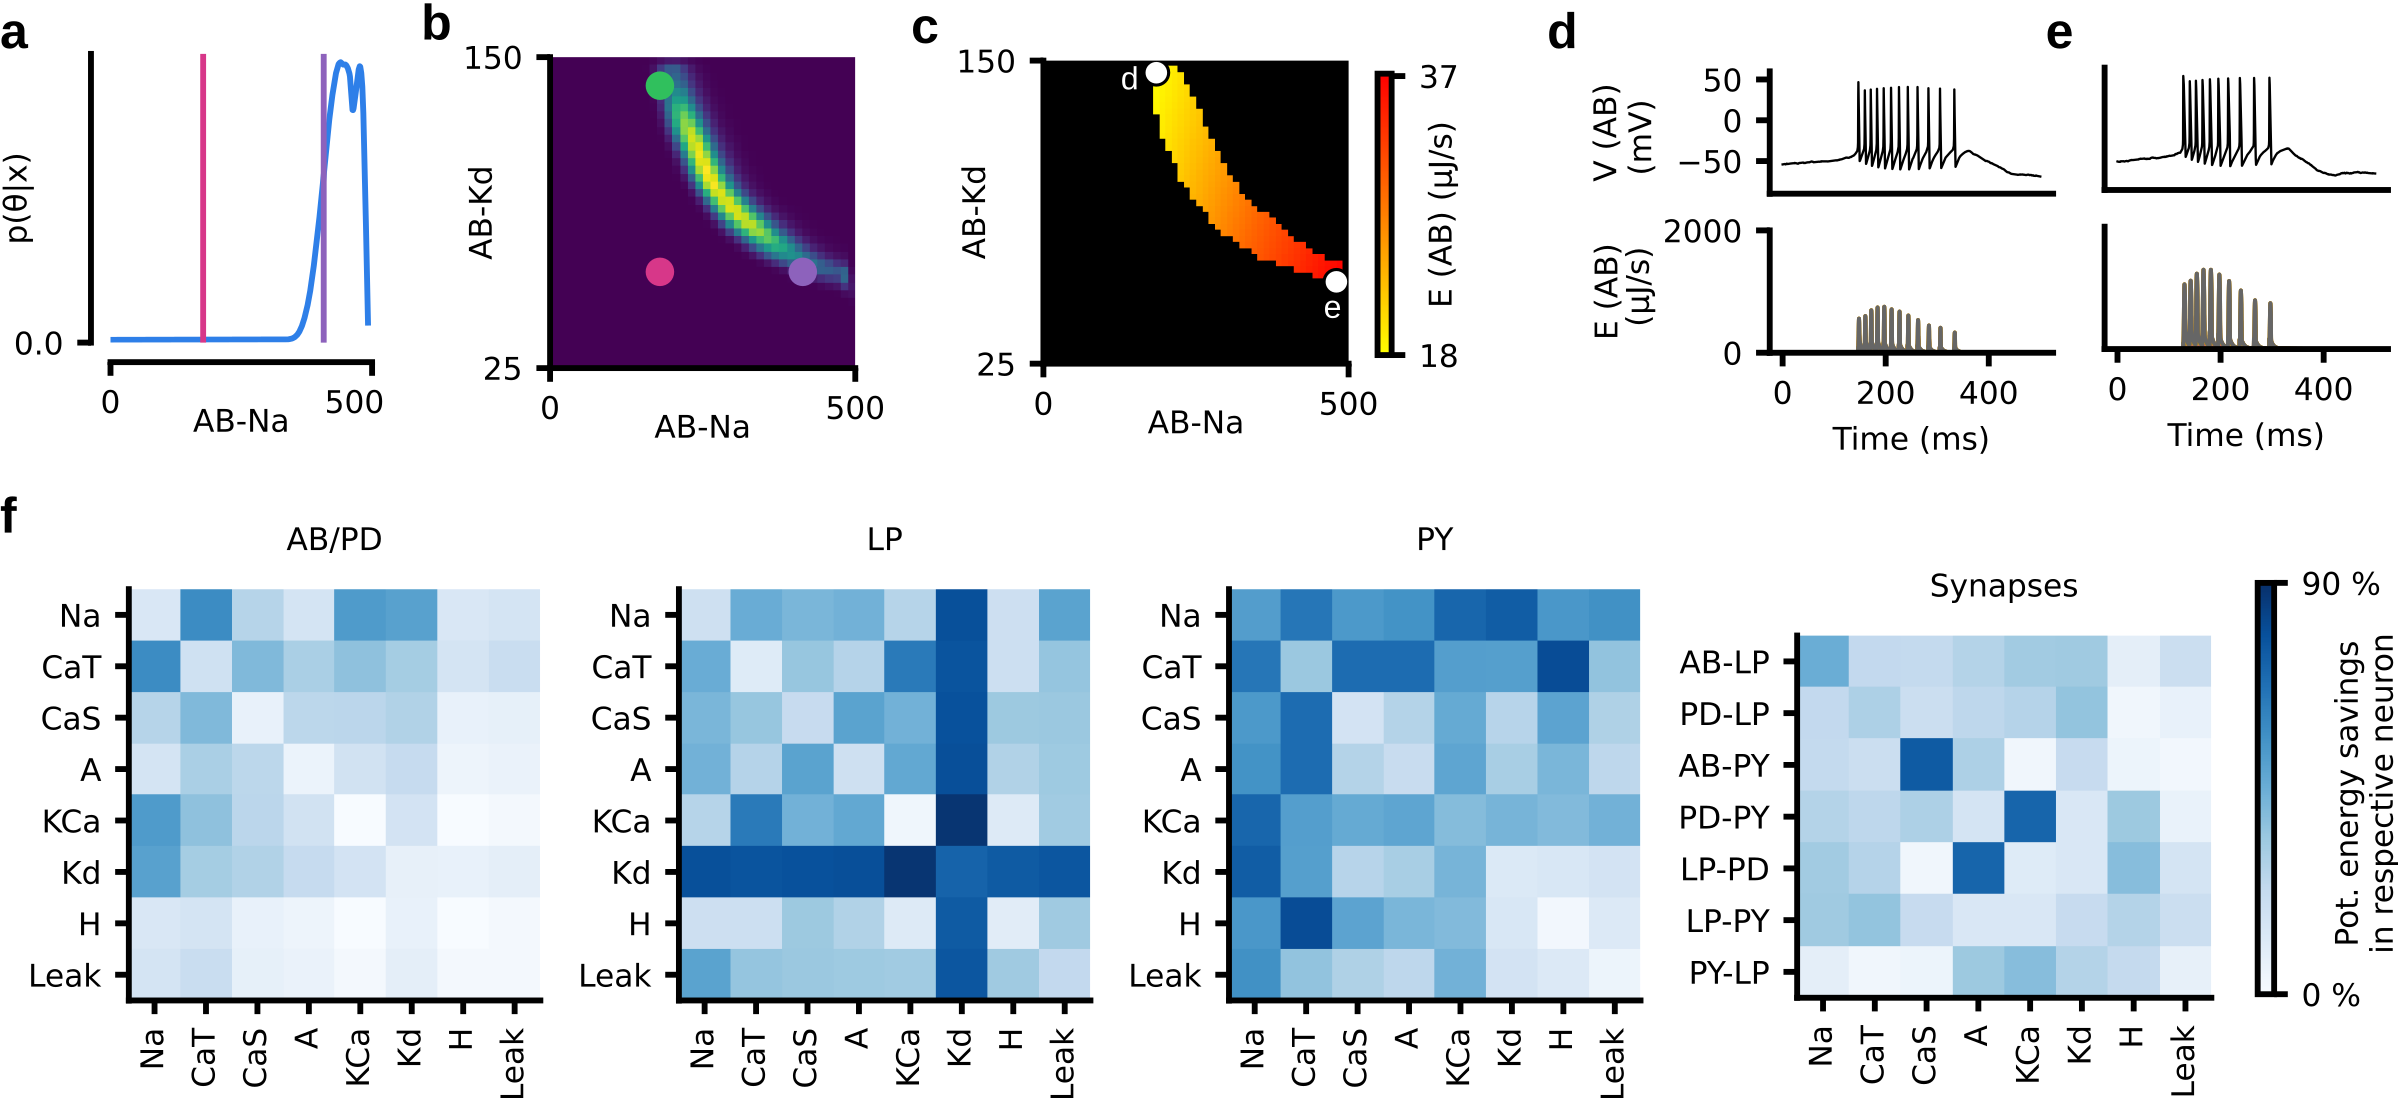 a
p(θ|x)
0.0
0
500
AB-Na
b
150
AB-Kd
25
0
500
AB-Na
c
150
AB-Kd
25
0
500
AB-Na
d
e
37
18
E (AB) (μJ/s)
d
V (AB)
(mV)
50
0
−50
E (AB)
(μJ/s)
2000
0
0
200
400
Time (ms)
e
0
200
400
Time (ms)
f
AB/PD
Na
CaT
CaS
A
KCa
Kd
H
Leak
Na
CaT
CaS
A
KCa
Kd
H
Leak
LP
Na
CaT
CaS
A
KCa
Kd
H
Leak
Na
CaT
CaS
A
KCa
Kd
H
Leak
PY
Na
CaT
CaS
A
KCa
Kd
H
Leak
Na
CaT
CaS
A
KCa
Kd
H
Leak
Synapses
AB-LP
PD-LP
AB-PY
PD-PY
LP-PD
LP-PY
PY-LP
Na
CaT
CaS
A
KCa
Kd
H
Leak
90 %
0 %
Pot. energy savings
in respective neuron